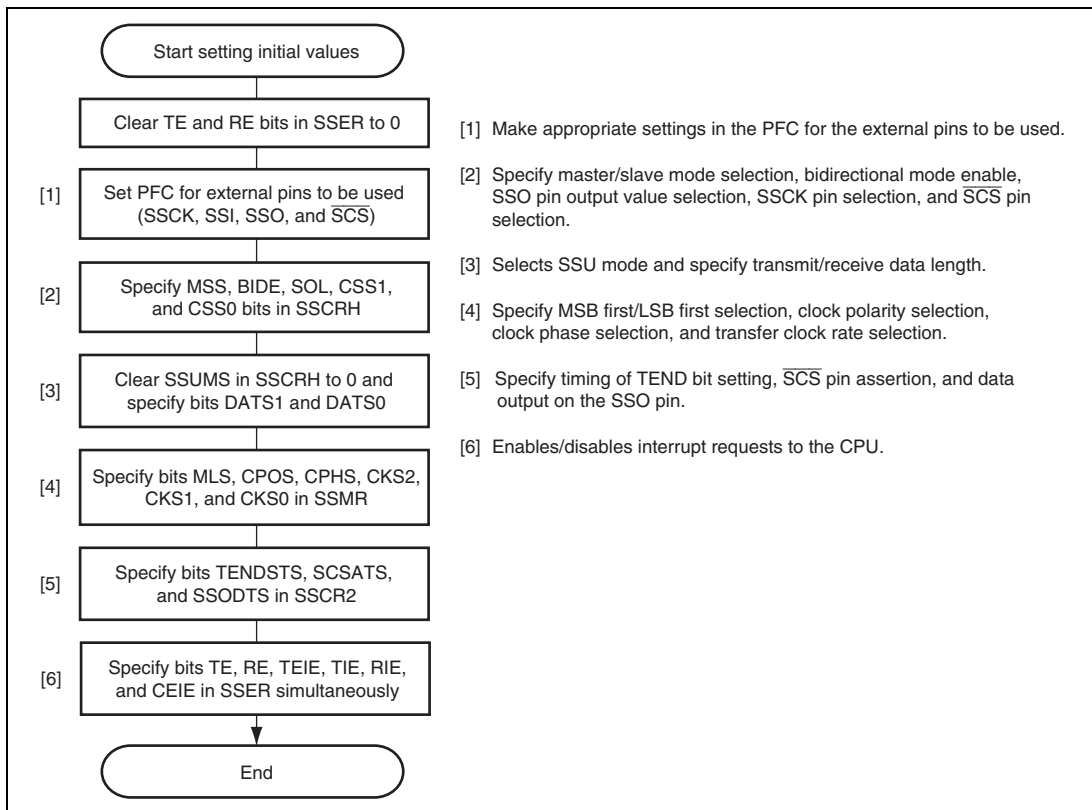 Start setting initial values
Clear TE and RE bits in SSER to 0
[1]
Set PFC for external pins to be used
(SSCK, SSI, SSO, and S̅C̅S̅)
[2]
Specify MSS, BIDE, SOL, CSS1,
and CSS0 bits in SSCRH
[3]
Clear SSUMS in SSCRH to 0 and
specify bits DATS1 and DATS0
[4]
Specify bits MLS, CPOS, CPHS, CKS2,
CKS1, and CKS0 in SSMR
[5]
Specify bits TENDSTS, SCSATS,
and SSODTS in SSCR2
[6]
Specify bits TE, RE, TEIE, TIE, RIE,
and CEIE in SSER simultaneously
End
[1] Make appropriate settings in the PFC for the external pins to be used.
[2] Specify master/slave mode selection, bidirectional mode enable,
SSO pin output value selection, SSCK pin selection, and S̅C̅S̅ pin
selection.
[3] Selects SSU mode and specify transmit/receive data length.
[4] Specify MSB first/LSB first selection, clock polarity selection,
clock phase selection, and transfer clock rate selection.
[5] Specify timing of TEND bit setting, S̅C̅S̅ pin assertion, and data
output on the SSO pin.
[6] Enables/disables interrupt requests to the CPU.